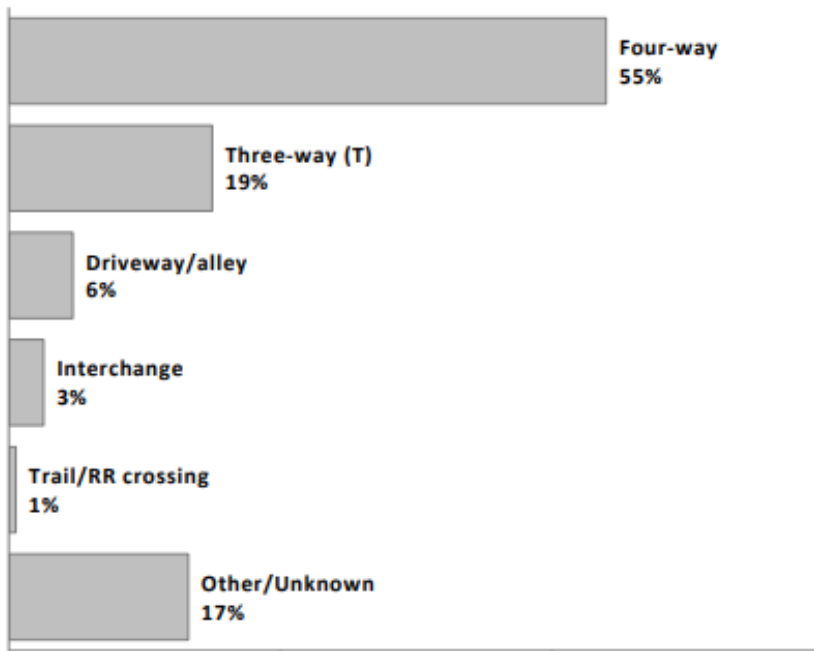 Four-way
55%
Three-way (T)
19%
Driveway/alley
6%
Interchange
3%
Trail/RR crossing
1%
Other/Unknown
17%